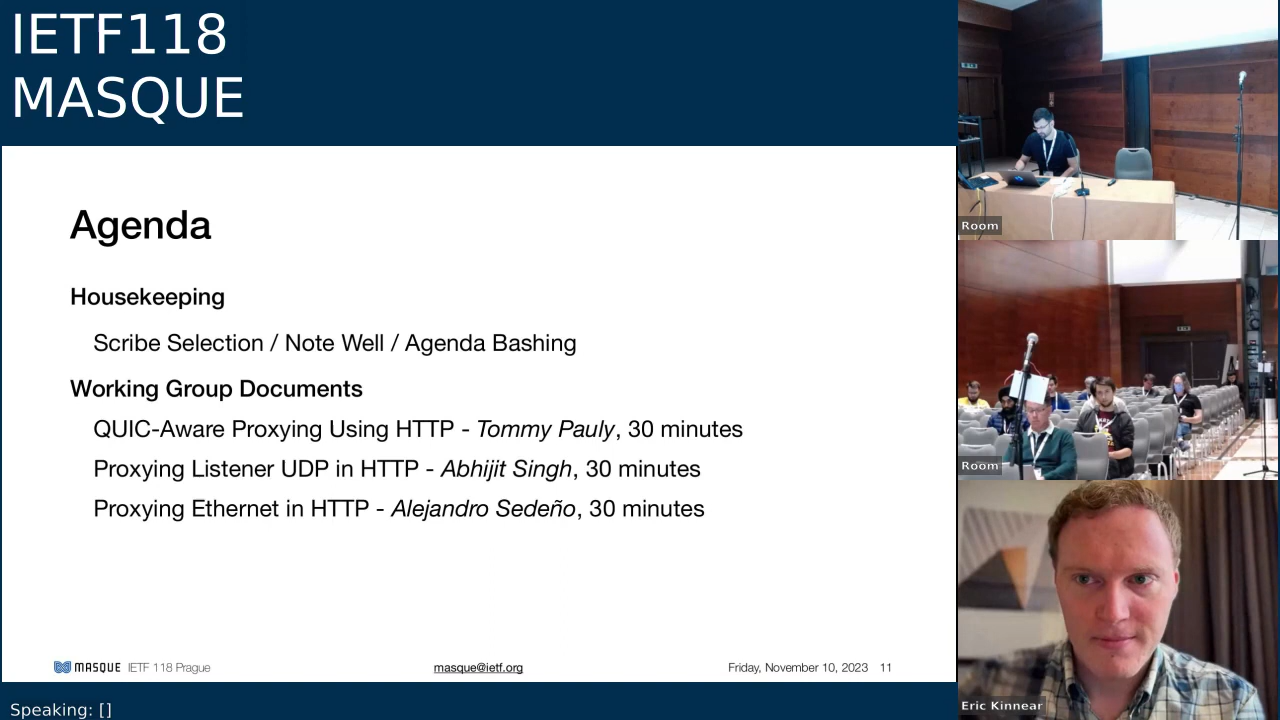 IETF118
MASQUE
Agenda
Housekeeping
Scribe Selection / Note Well / Agenda Bashing
Working Group Documents
QUIC-Aware Proxying Using HTTP - Tommy Pauly, 30 minutes
Proxying Listener UDP in HTTP - Abhijit Singh, 30 minutes
Proxying Ethernet in HTTP - Alejandro Sedeño, 30 minutes
MASQUE IETF 118 Prague
masque@ietf.org
Friday, November 10, 2023 11
Speaking: []
Room
Room
Eric Kinnear